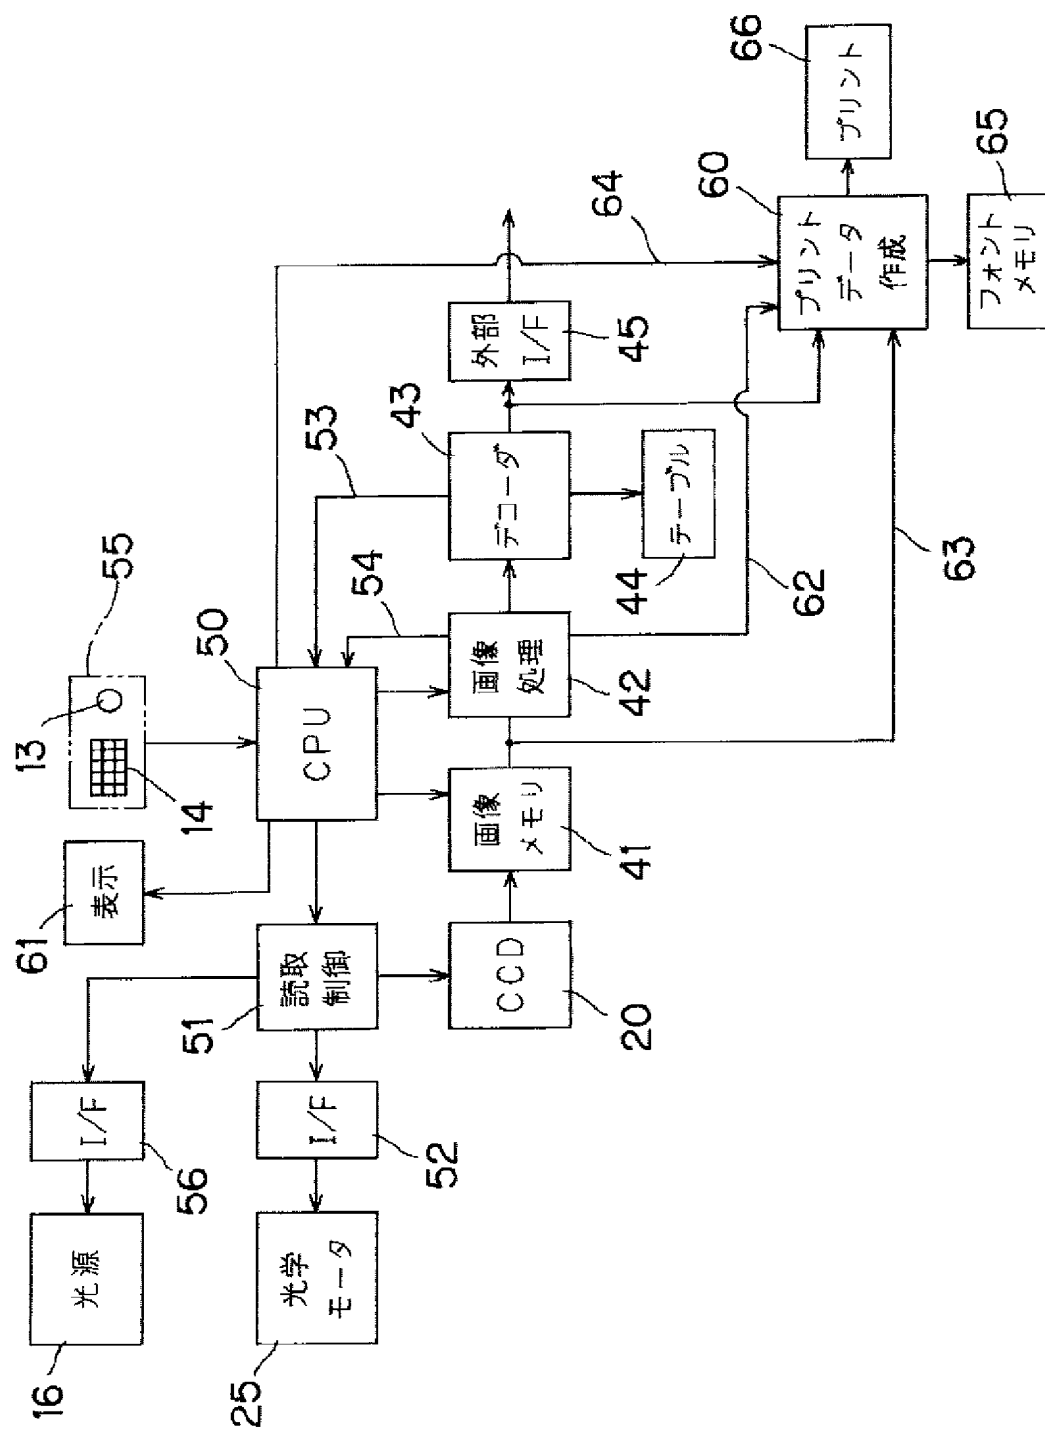 16
光源
56
I/F
61
表示
13
14
55
25
光学
モータ
52
I/F
51
読取
制御
50
CPU
53
54
20
CCD
41
画像
メモリ
42
画像
処理
43
デコーダ
44
テーブル
45
外部
I/F
62
63
64
60
プリント
データ
作成
66
プリント
65
フォント
メモリ